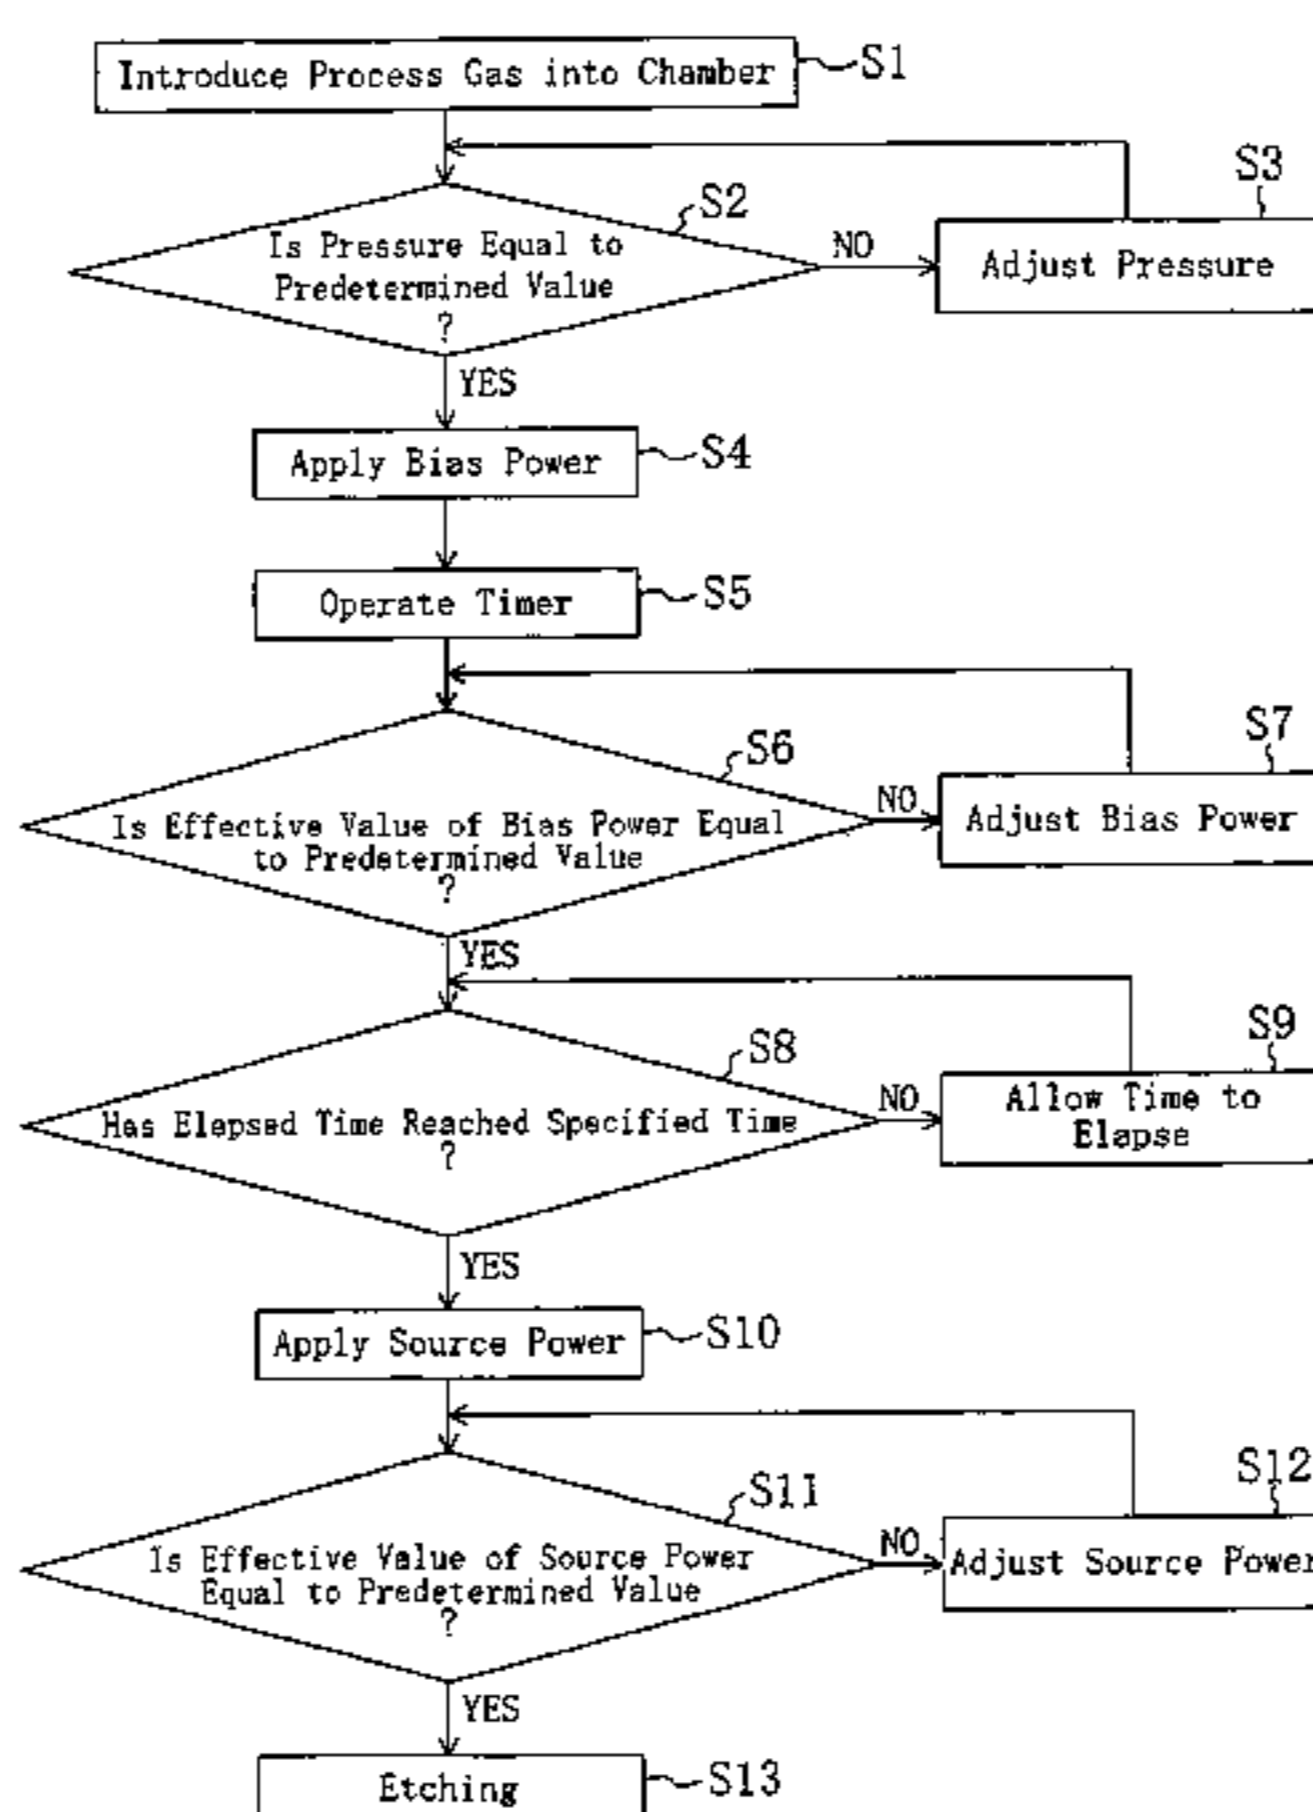 Introduce Process Gas into Chamber
S1
S3
S2
Is Pressure Equal to
Predetermined Value
?
NO
Adjust Pressure
YES
Apply Bias Power
S4
Operate Timer
S5
S7
S6
Is Effective Value of Bias Power Equal
to Predetermined Value
?
NO
Adjust Bias Power
YES
S9
S8
Has Elapsed Time Reached Specified Time
?
NO
Allow Time to
Elapse
YES
Apply Source Power
S10
S12
S11
Is Effective Value of Source Power
Equal to Predetermined Value
?
NO
Adjust Source Power
YES
Etching
S13